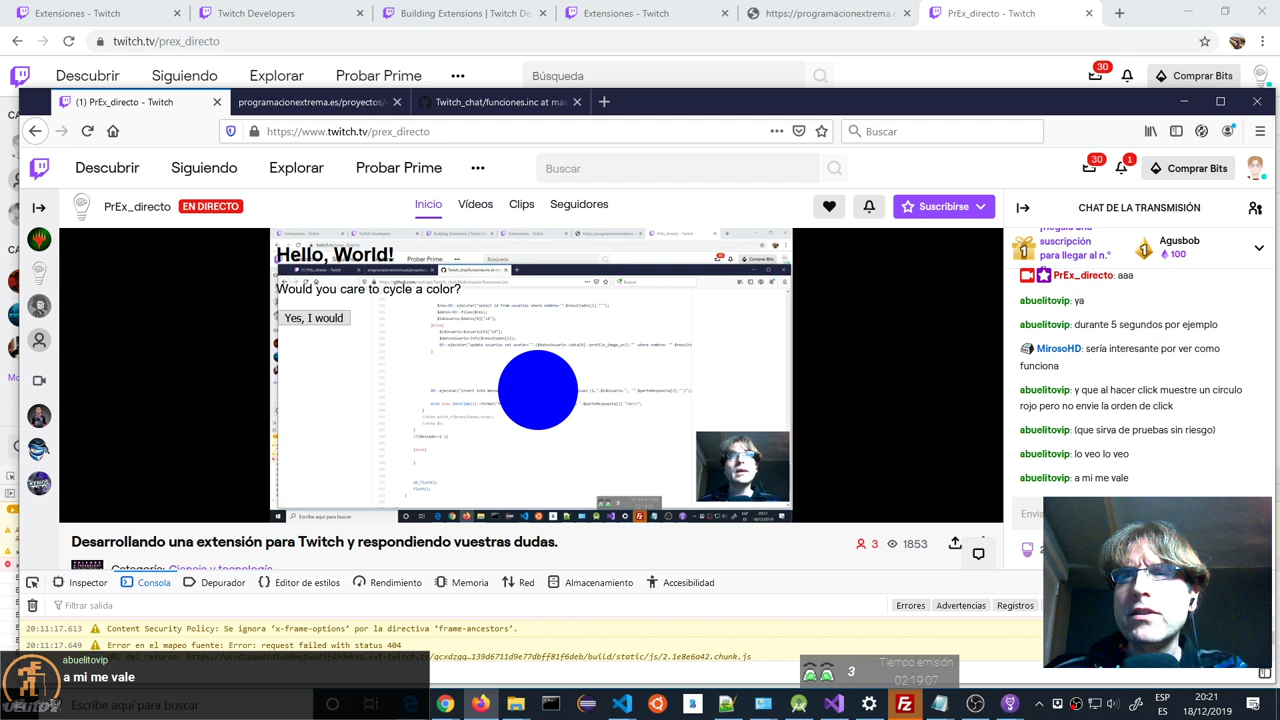 Extensiones - Twitch
Twitch Developers
Building Extensions | Twitch De
Extensiones - Twitch
https://programacionextrema.e
PrEx_directo - Twitch
twitch.tv/prex_directo
Descubrir
Siguiendo
Explorar
Probar Prime
Búsqueda
30
Comprar Bits
(1) PrEx_directo - Twitch
programacionextrema.es/proyectos/
Twitch_chat/funciones.inc at mas
https://www.twitch.tv/prex_directo
Buscar
Descubrir
Siguiendo
Explorar
Probar Prime
Buscar
30
1
Comprar Bits
PrEx_directo
EN DIRECTO
Inicio
Vídeos
Clips
Seguidores
Suscribirse
CHAT DE LA TRANSMISIÓN
¡Regala una
suscripción
para llegar al n.º
1
Agusbob
100
PrEx_directo: aaa
abuelitovip: ya
abuelitovip: durante 5 segundos por ejemplo
MirosoHD: sería interesante ver como
funciona
abuelitovip: y que al hacer click salga un circulo
rojo pero no envie la orden de click
abuelitovip: (que sirva de pruebas sin riesgo)
abuelitovip: lo veo lo veo
abuelitovip: a mi me vale
Hello, World!
Would you care to cycle a color?
Yes, I would
Desarrollando una extensión para Twitch y respondiendo vuestras dudas.
3
1853
Categoría: Ciencia y tecnología
Inspector
Consola
Depurador
Editor de estilos
Rendimiento
Memoria
Red
Almacenamiento
Accesibilidad
Filtrar salida
Errores
Advertencias
Registros
20:11:17.613
Content Security Policy: Se ignora ‘x-frame-options’ por la directiva ‘frame-ancestors’.
20:11:17.649
Error en el mapeo fuente: Error: request failed with status 404
abuelitovip
a mi me vale
3
Tiempo emisión
02:19:07
Escribe aquí para buscar
ESP
ES
20:21
18/12/2019